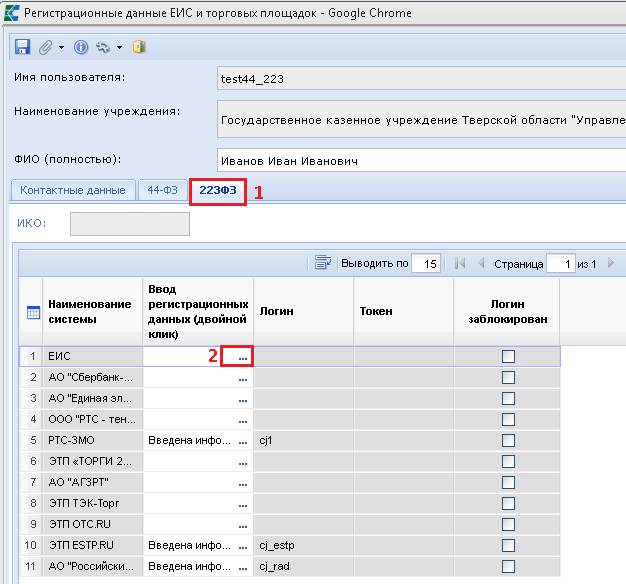 Регистрационные данные ЕИС и торговых площадок - Google Chrome
Имя пользователя: test44_223
Наименование учреждения: Государственное казенное учреждение Тверской области "Управле
ФИО (полностью): Иванов Иван Иванович
Контактные данные 44-ФЗ 223ФЗ 1
ИКО:
Выводить по 15 Страница 1 из 1
Наименование системы Ввод регистрационных данных (двойной клик) Логин Токен Логин заблокирован
1 ЕИС 2 ...
2 АО "Сбербанк-... ...
3 АО "Единая эл... ...
4 ООО "РТС - тен... ...
5 РТС-ЗМО Введена инфо... ... cj1
6 ЭТП «ТОРГИ 2... ...
7 АО "АГЗРТ" ...
8 ЭТП ТЭК-Торг ...
9 ЭТП OTC.RU ...
10 ЭТП ESTP.RU Введена инфо... ... cj_estp
11 АО "Российски... Введена инфо... ... cj_rad